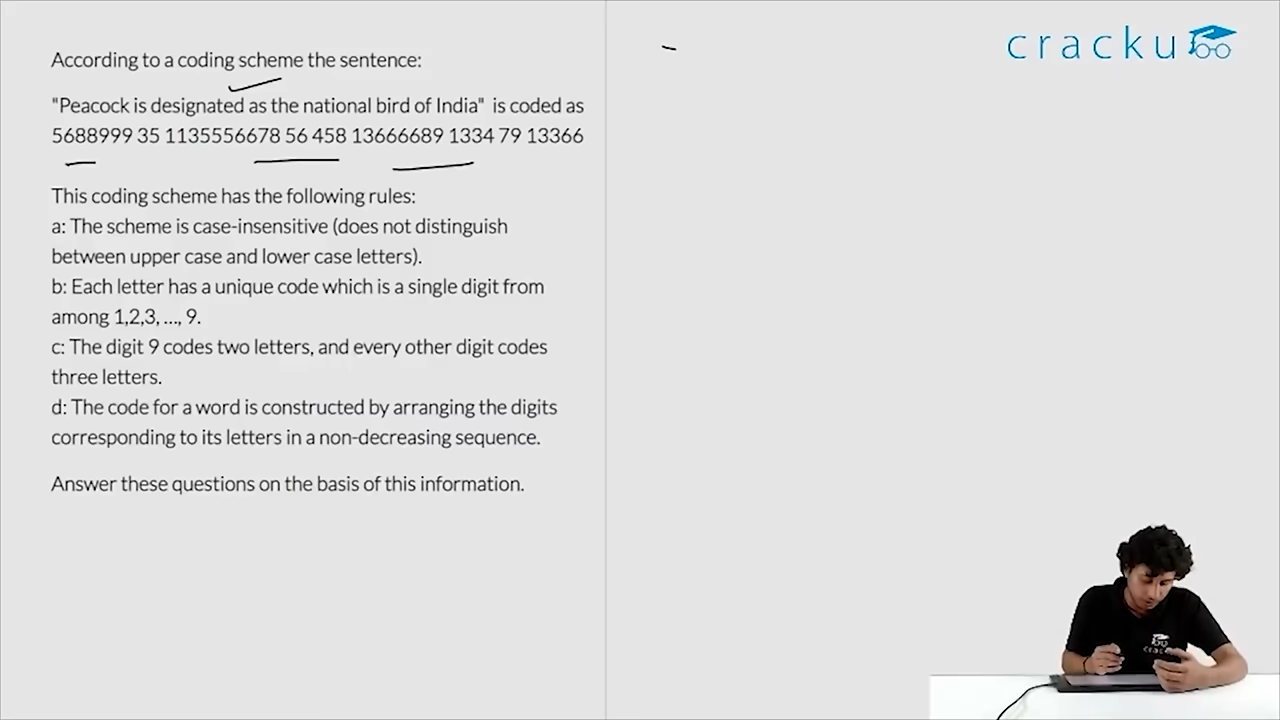 cracku
According to a coding scheme the sentence:
"Peacock is designated as the national bird of India" is coded as
5688999 35 1135556678 56 458 13666689 1334 79 13366
This coding scheme has the following rules:
a: The scheme is case-insensitive (does not distinguish
between upper case and lower case letters).
b: Each letter has a unique code which is a single digit from
among 1,2,3, ..., 9.
c: The digit 9 codes two letters, and every other digit codes
three letters.
d: The code for a word is constructed by arranging the digits
corresponding to its letters in a non-decreasing sequence.
Answer these questions on the basis of this information.